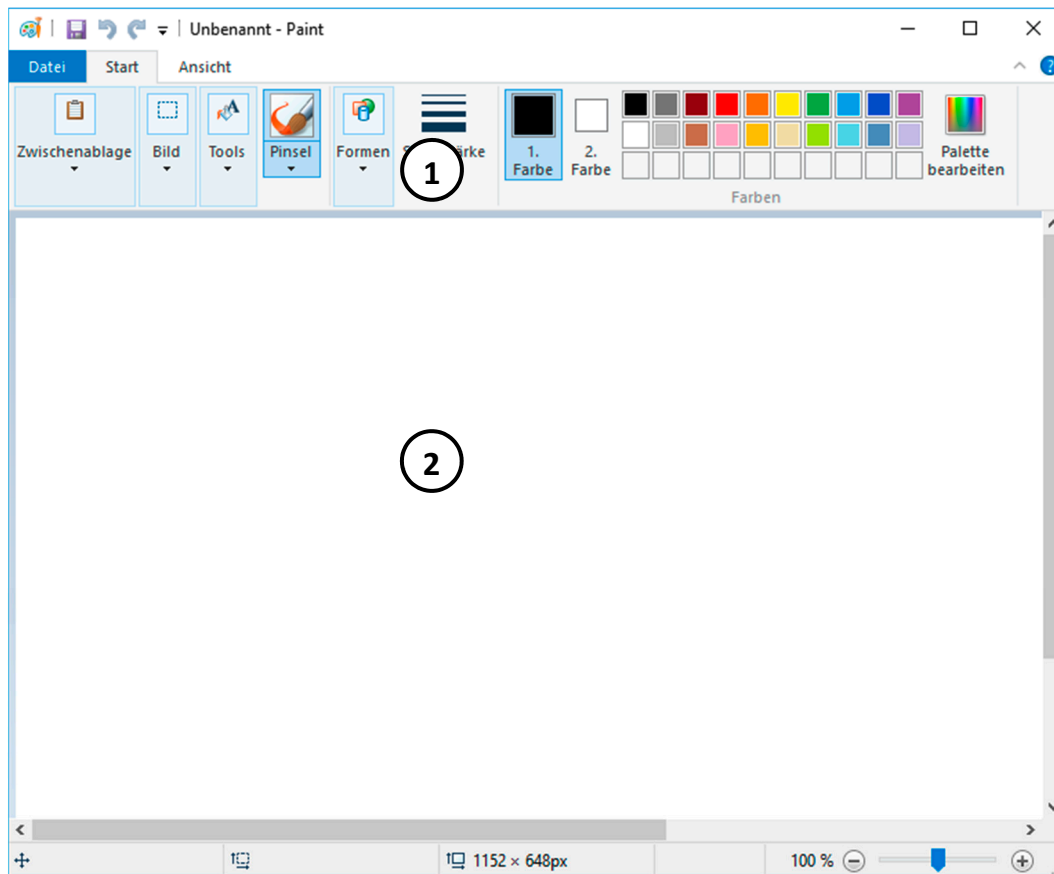 Unbenannt - Paint
Datei Start Ansicht
Zwischenablage Bild Tools Pinsel Formen 1. Farbe 2. Farbe Palette bearbeiten
1
Farben
2
1152 × 648px 100 %